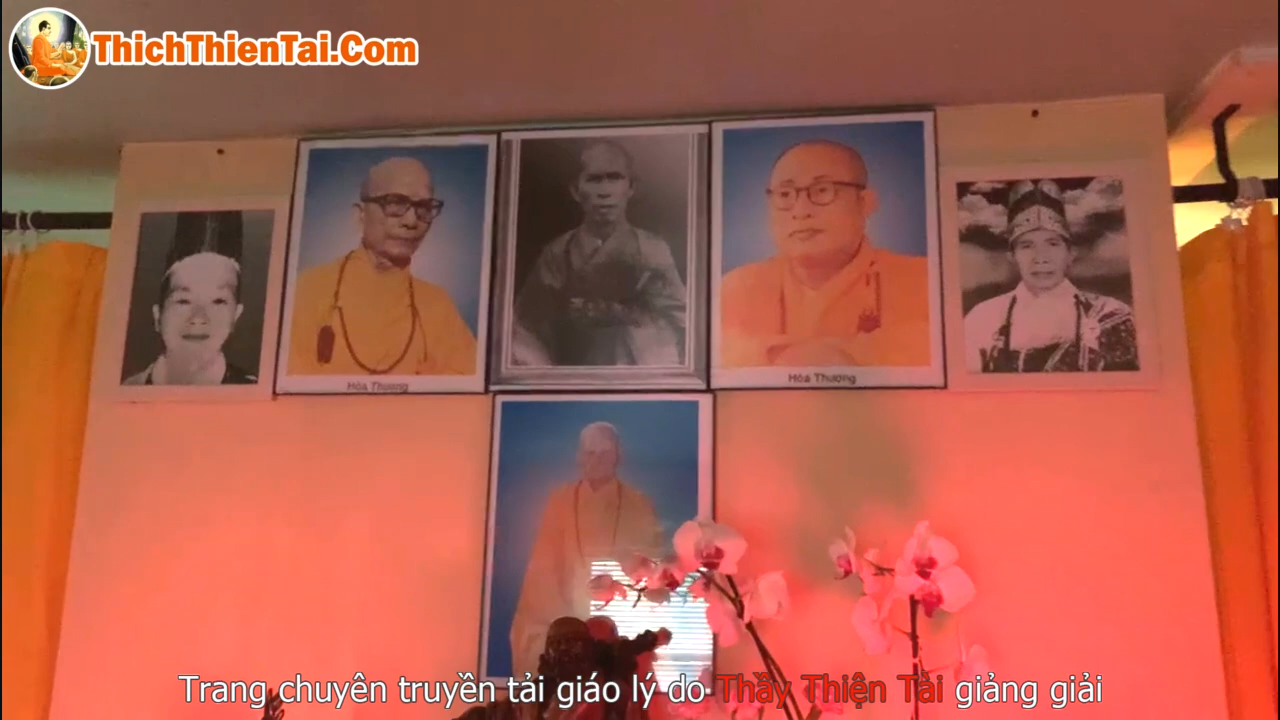 ThichThienTai.Com
Hòa Thượng
Hòa Thượng
Trang chuyên truyền tải giáo lý do Thầy Thiện Tài giảng giải